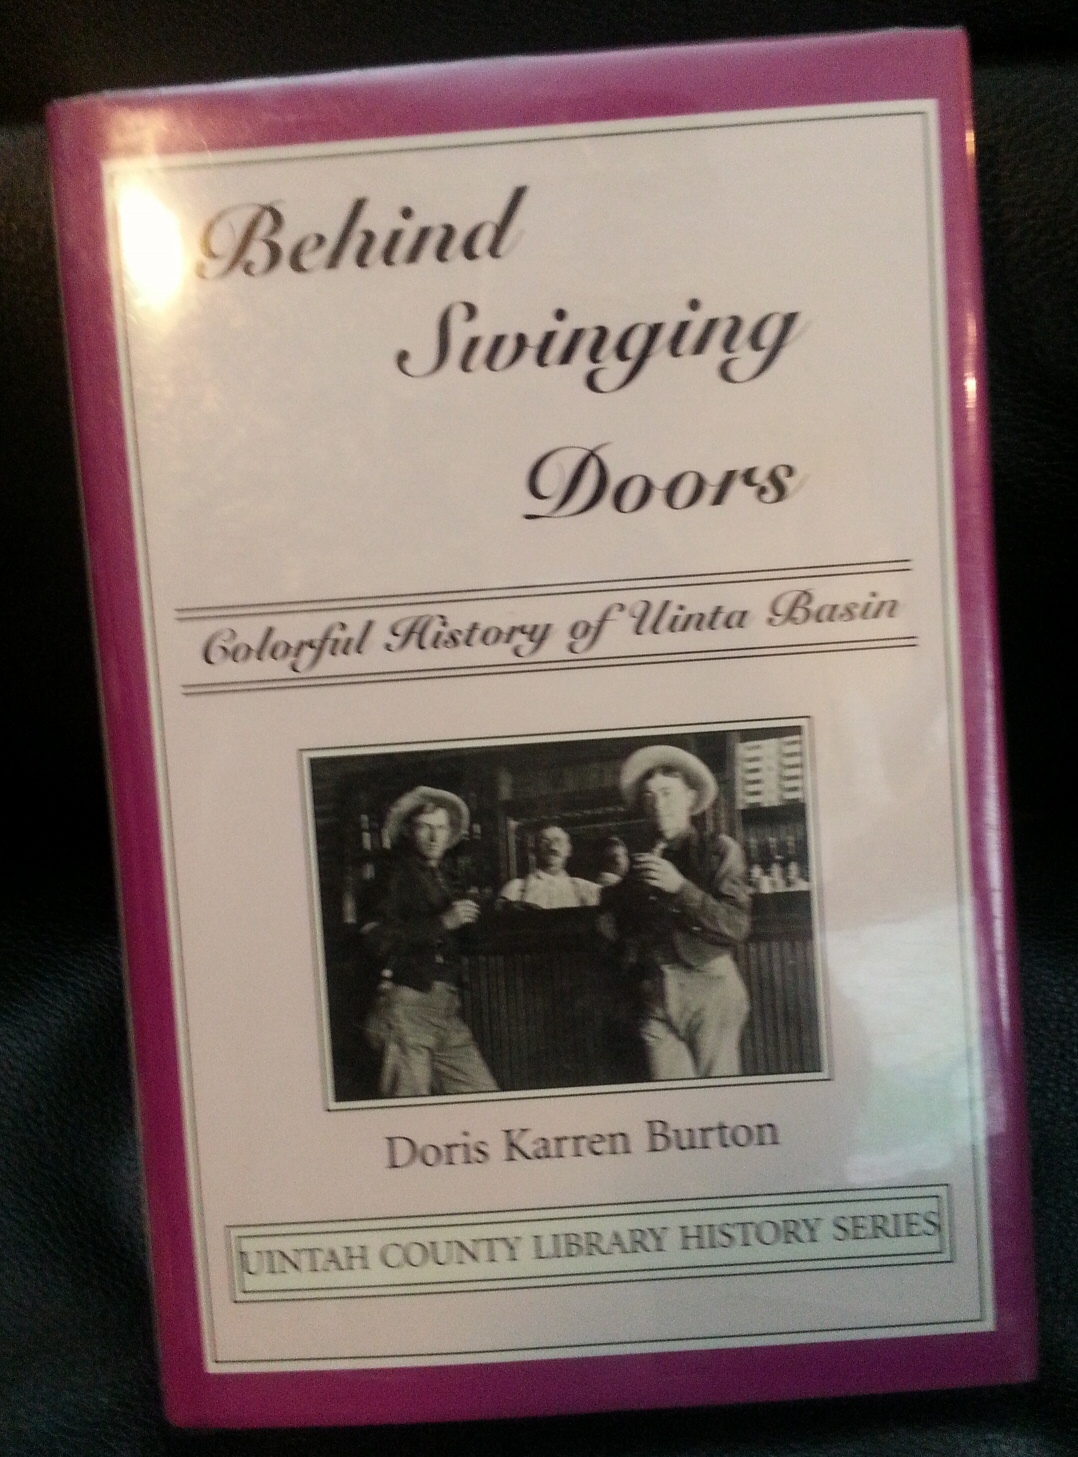 Behind
Swinging
Doors
Colorful History of Uinta Basin
Doris Karren Burton
UINTAH COUNTY LIBRARY HISTORY SERIES